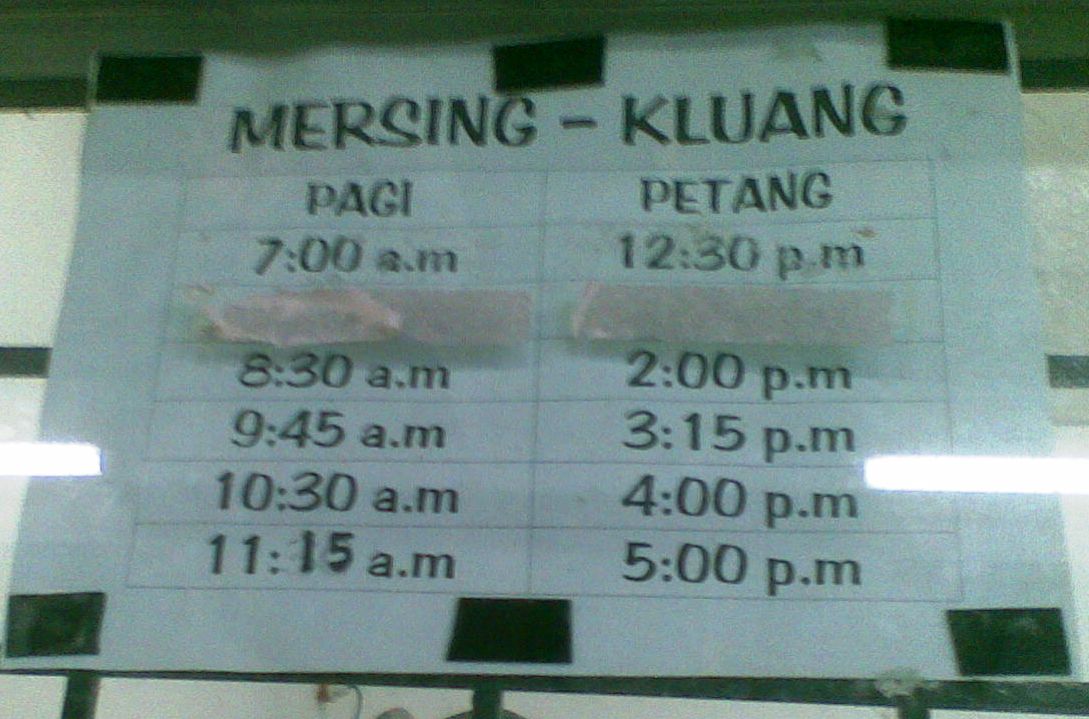 MERSING - KLUANG
PAGI PETANG
7:00 a.m 12:30 p.m
8:30 a.m 2:00 p.m
9:45 a.m 3:15 p.m
10:30 a.m 4:00 p.m
11:15 a.m 5:00 p.m